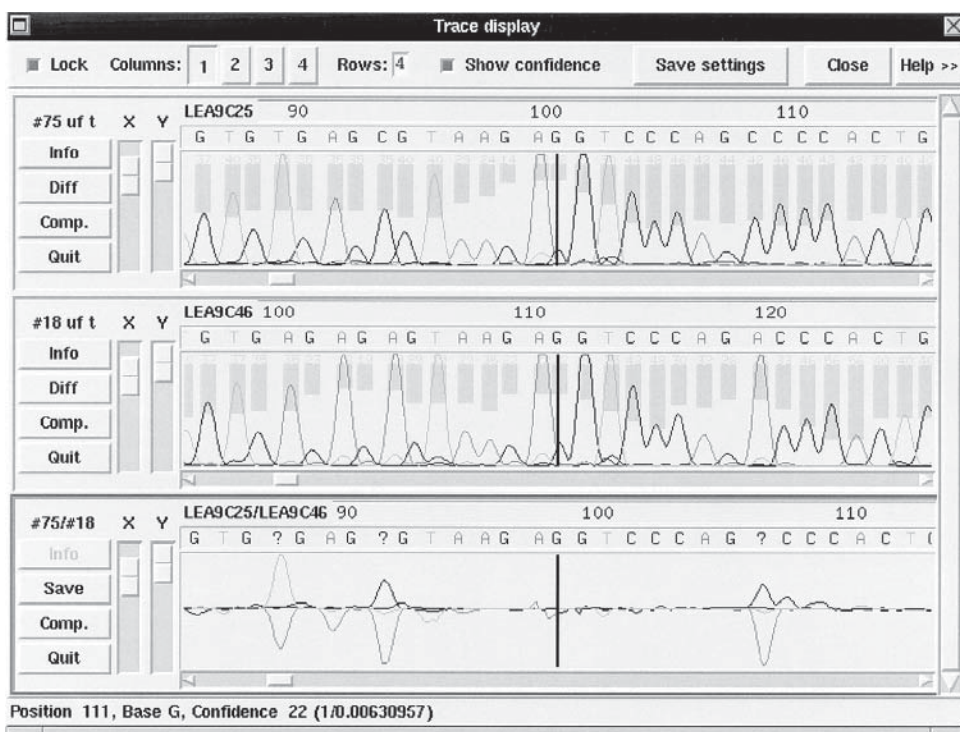 Trace display
Lock Columns: 1 2 3 4 Rows: 4 Show confidence Save settings Close Help >>
#75 uf t X Y
Info
Diff
Comp.
Quit
LEA9C25 90 100 110
G T G T G A G C G T A A G A G G T C C C A G C C C C A C T G
#18 uf t X Y
Info
Diff
Comp.
Quit
LEA9C46 100 110 120
G T G A G A G A G T A A G A G G T C C C A G A C C C A C T G
#75/#18 X Y
Info
Save
Comp.
Quit
LEA9C25/LEA9C46 90 100 110
G T G ? G A G ? G T A A G A G G T C C C A G ? C C C A C T
Position 111, Base G, Confidence 22 (1/0.00630957)